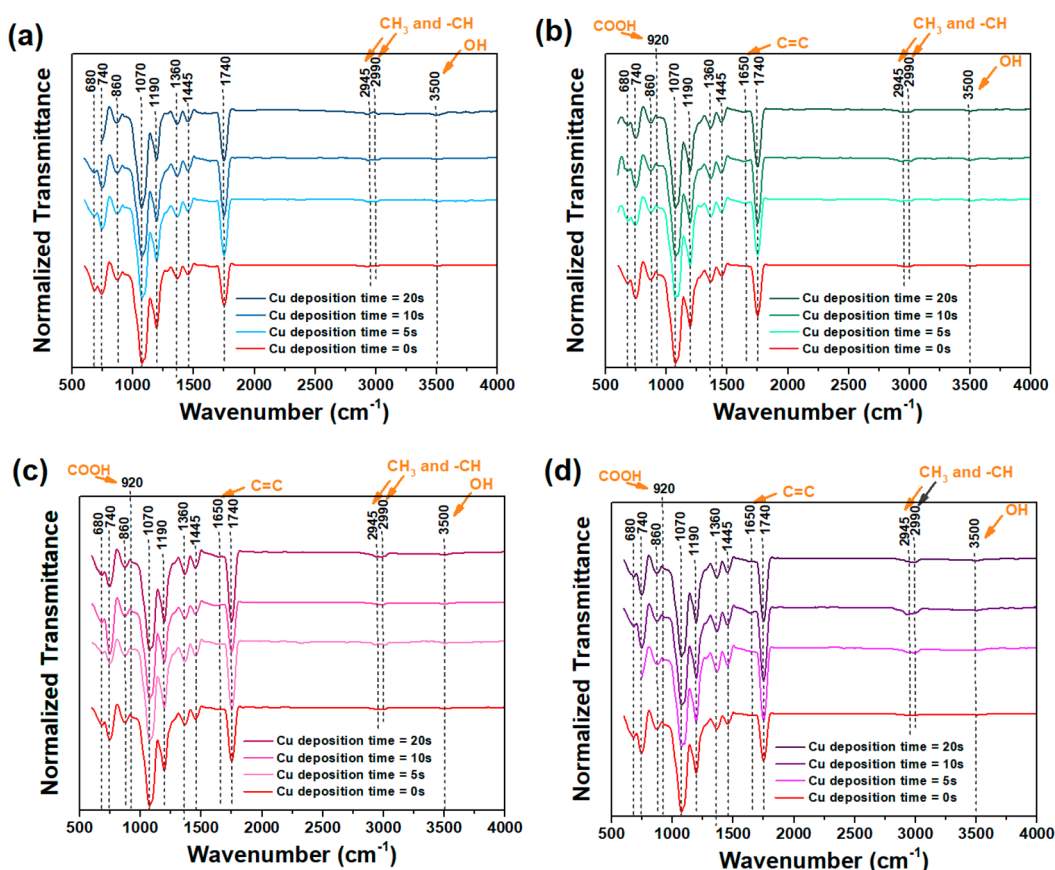 (a)
CH3 and -CH
OH
680
740
860
1070
1190
1360
1445
1740
2945
2990
3500
Normalized Transmittance
Cu deposition time = 20s
Cu deposition time = 10s
Cu deposition time = 5s
Cu deposition time = 0s
500 1000 1500 2000 2500 3000 3500 4000
Wavenumber (cm-1)
(b)
COOH
920
C=C
CH3 and -CH
OH
680
740
860
1070
1190
1360
1445
1650
1740
2945
2990
3500
Normalized Transmittance
Cu deposition time = 20s
Cu deposition time = 10s
Cu deposition time = 5s
Cu deposition time = 0s
500 1000 1500 2000 2500 3000 3500 4000
Wavenumber (cm-1)
(c)
COOH
920
C=C
CH3 and -CH
OH
680
740
860
1070
1190
1360
1445
1650
1740
2945
2990
3500
Normalized Transmittance
Cu deposition time = 20s
Cu deposition time = 10s
Cu deposition time = 5s
Cu deposition time = 0s
500 1000 1500 2000 2500 3000 3500 4000
Wavenumber (cm-1)
(d)
COOH
920
C=C
CH3 and -CH
OH
680
740
860
1070
1190
1360
1445
1650
1740
2945
2990
3500
Normalized Transmittance
Cu deposition time = 20s
Cu deposition time = 10s
Cu deposition time = 5s
Cu deposition time = 0s
500 1000 1500 2000 2500 3000 3500 4000
Wavenumber (cm-1)